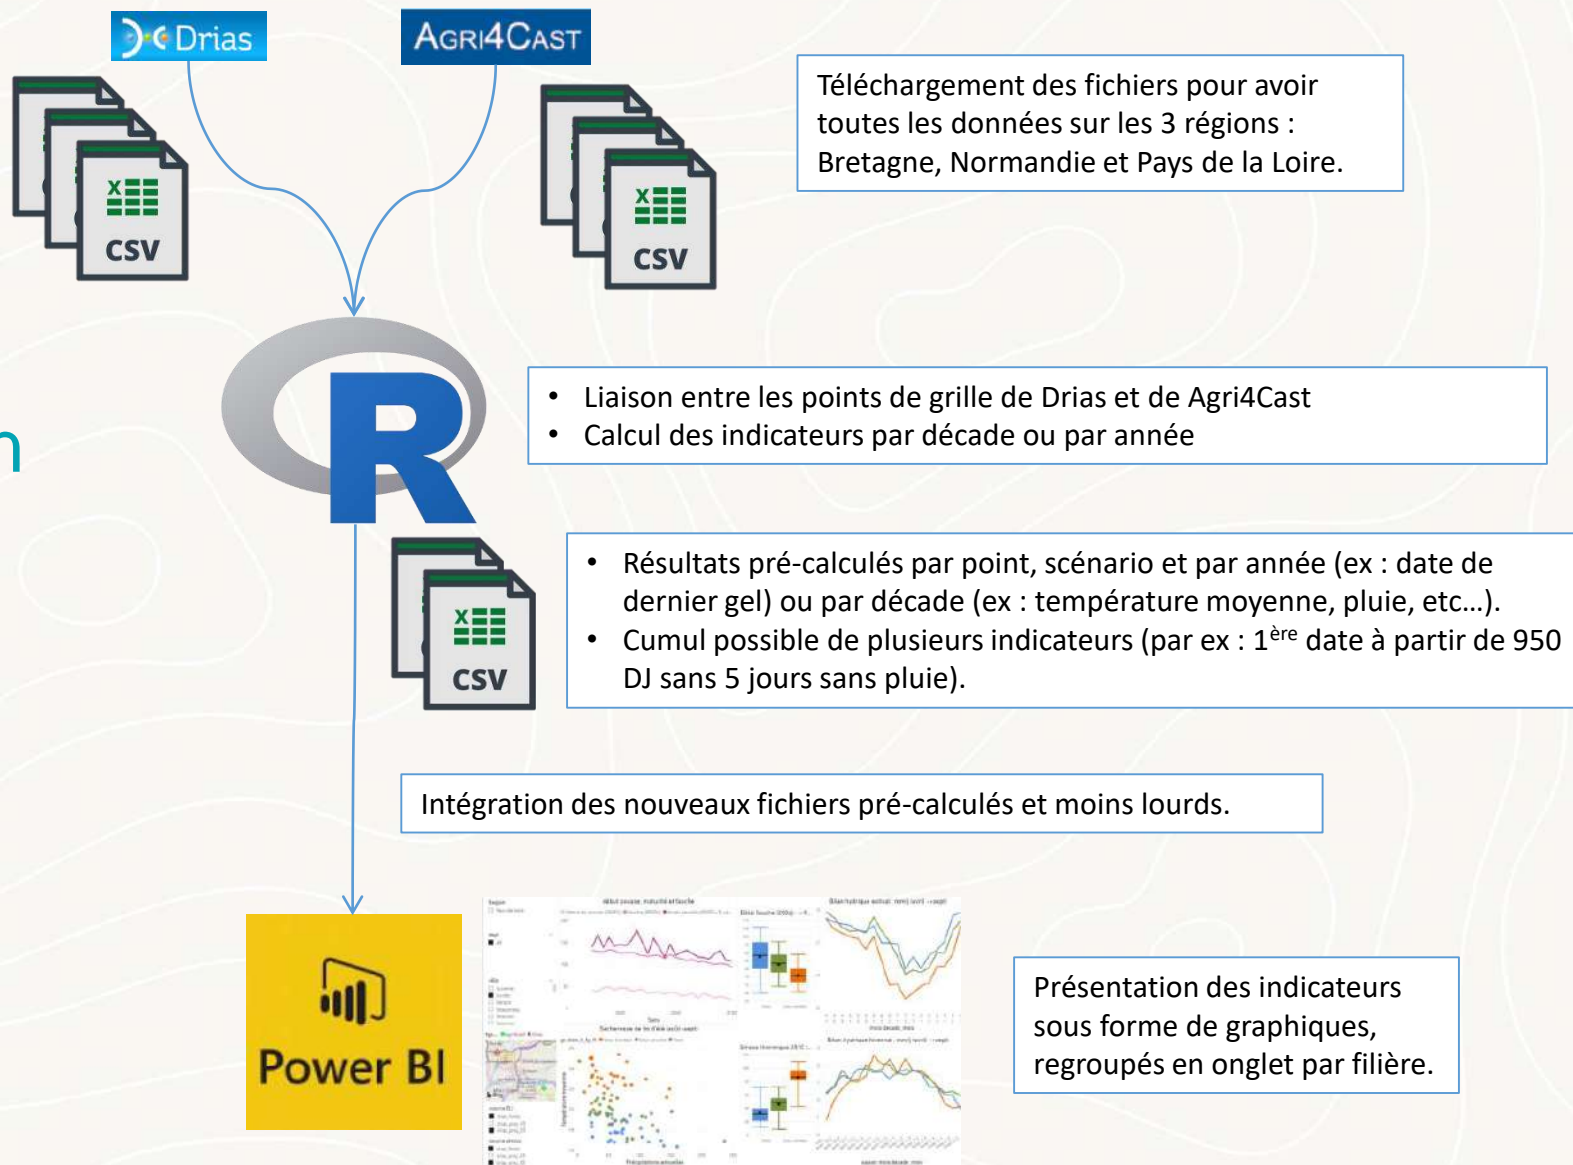 Drias
AGRI4CAST
CSV
CSV
Téléchargement des fichiers pour avoir
toutes les données sur les 3 régions :
Bretagne, Normandie et Pays de la Loire.
n
R
• Liaison entre les points de grille de Drias et de Agri4Cast
• Calcul des indicateurs par décade ou par année
CSV
• Résultats pré-calculés par point, scénario et par année (ex : date de
dernier gel) ou par décade (ex : température moyenne, pluie, etc…).
• Cumul possible de plusieurs indicateurs (par ex : 1ère date à partir de 950
DJ sans 5 jours sans pluie).
Intégration des nouveaux fichiers pré-calculés et moins lourds.
Power BI
Précipitations annuelles
Présentation des indicateurs
sous forme de graphiques,
regroupés en onglet par filière.